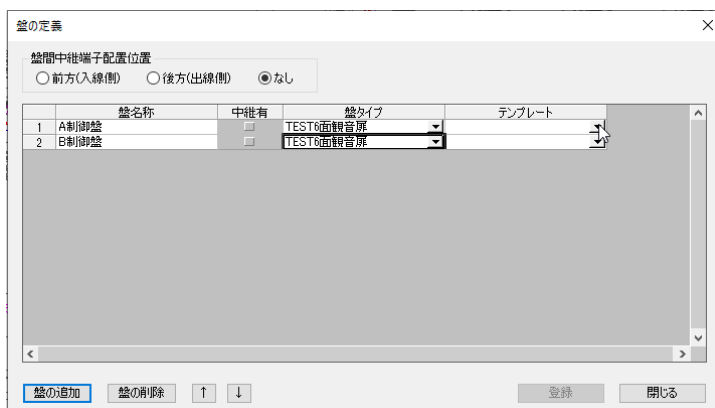 盤の定義
盤間中継端子配置位置
前方(入線側) 後方(出線側) なし
盤名称 中継有 盤タイプ テンプレート
1 A制御盤 TEST6面観音扉
2 B制御盤 TEST6面観音扉
盤の追加 盤の削除 ↑ ↓ 登録 閉じる